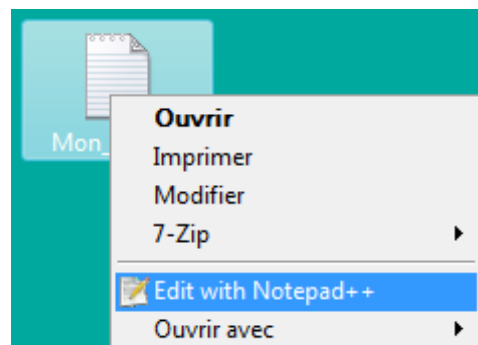 Mon_
Ouvrir
Imprimer
Modifier
7-Zip
Edit with Notepad++
Ouvrir avec